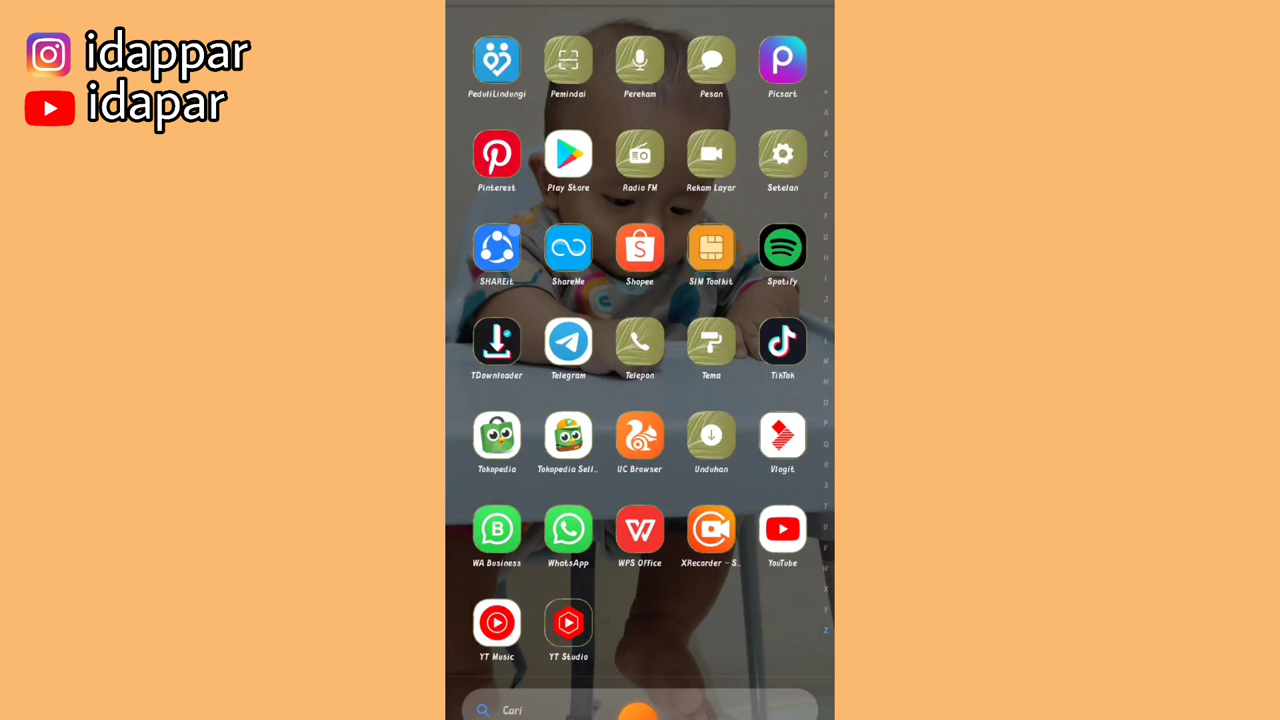 idappar
idapar
PeduliLindungi Pemindai Perekam Pesan Picsart
Pinterest Play Store Radio FM Rekam Layar Setelan
SHAREit ShareMe Shopee SIM Toolkit Spotify
TDownloader Telegram Telepon Tema TikTok
Tokopedia Tokopedia Sell.. UC Browser Unduhan Vlogit
WA Business WhatsApp WPS Office XRecorder - S.. YouTube
YT Music YT Studio
Cari